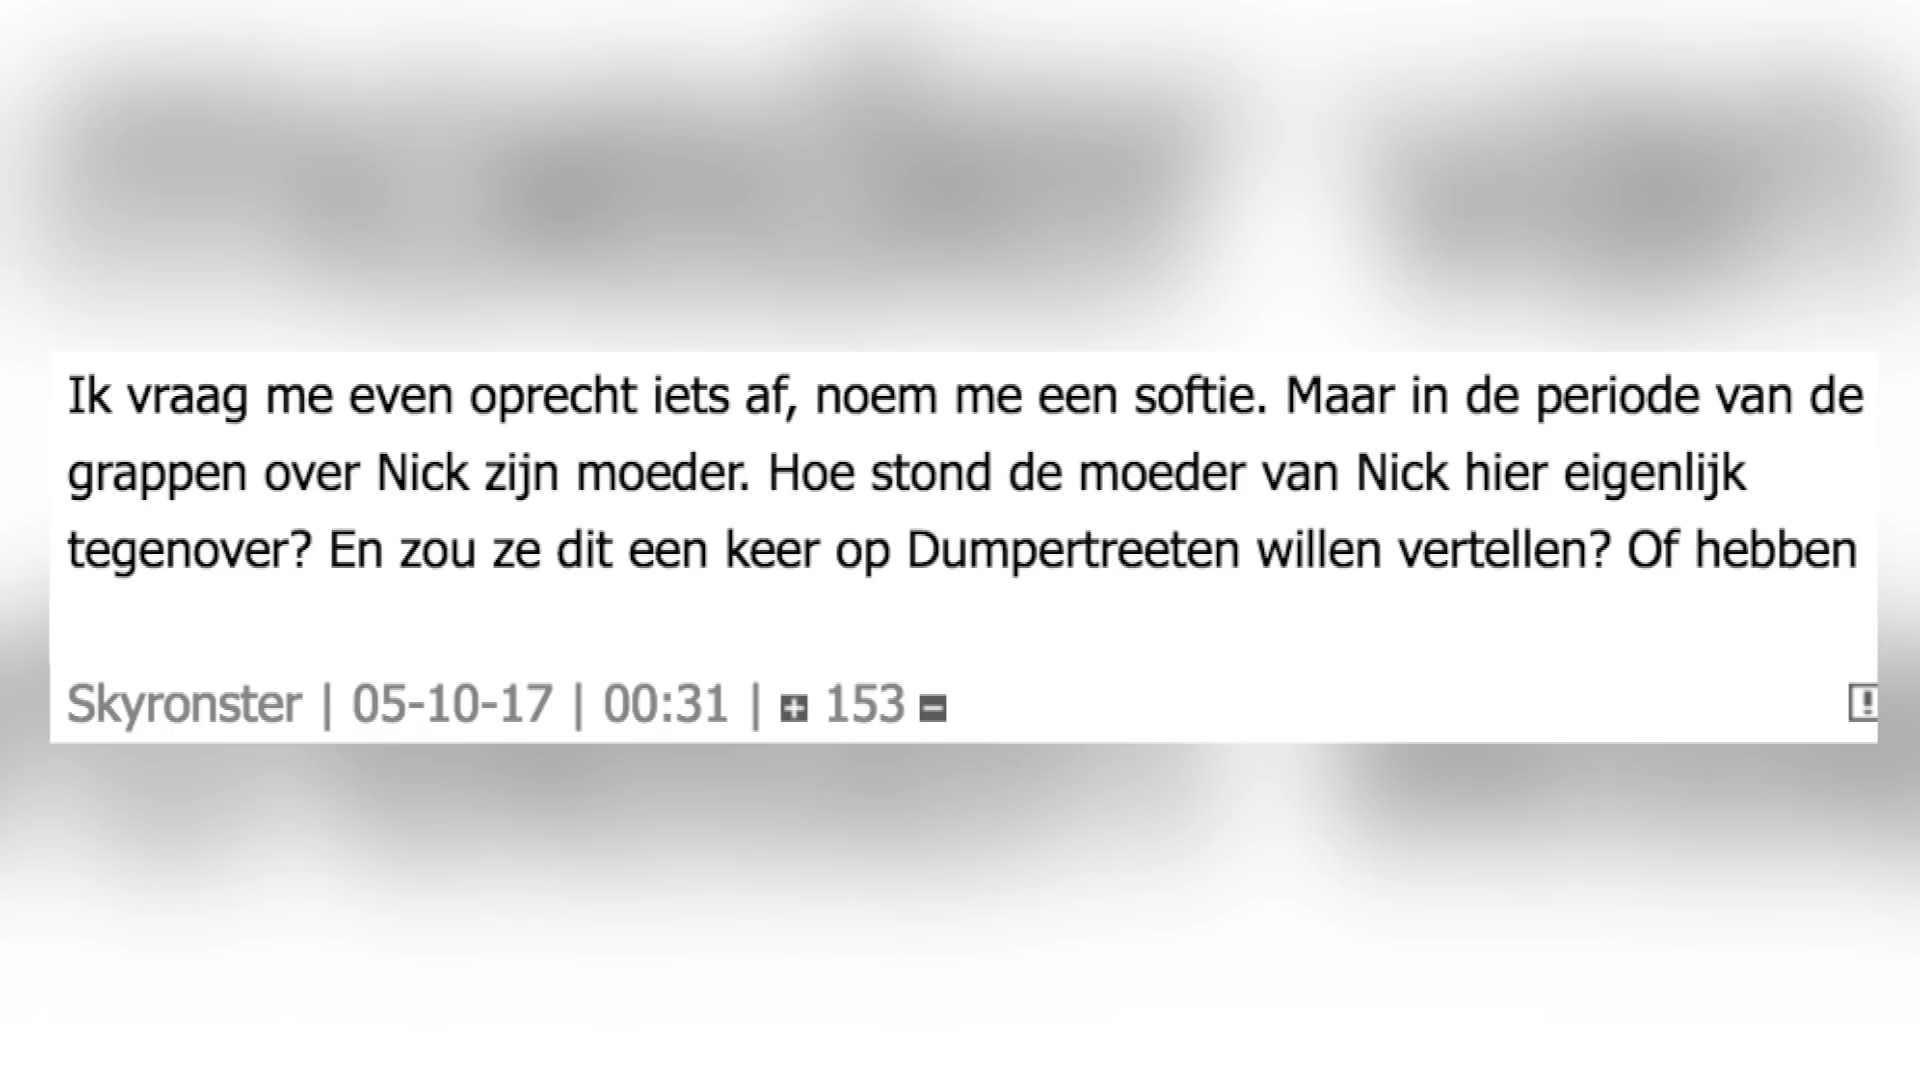 Ik vraag me even oprecht iets af, noem me een softie. Maar in de periode van de
grappen over Nick zijn moeder. Hoe stond de moeder van Nick hier eigenlijk
tegenover? En zou ze dit een keer op Dumpertreeten willen vertellen? Of hebben
Skyronster | 05-10-17 | 00:31 | + 153 − !